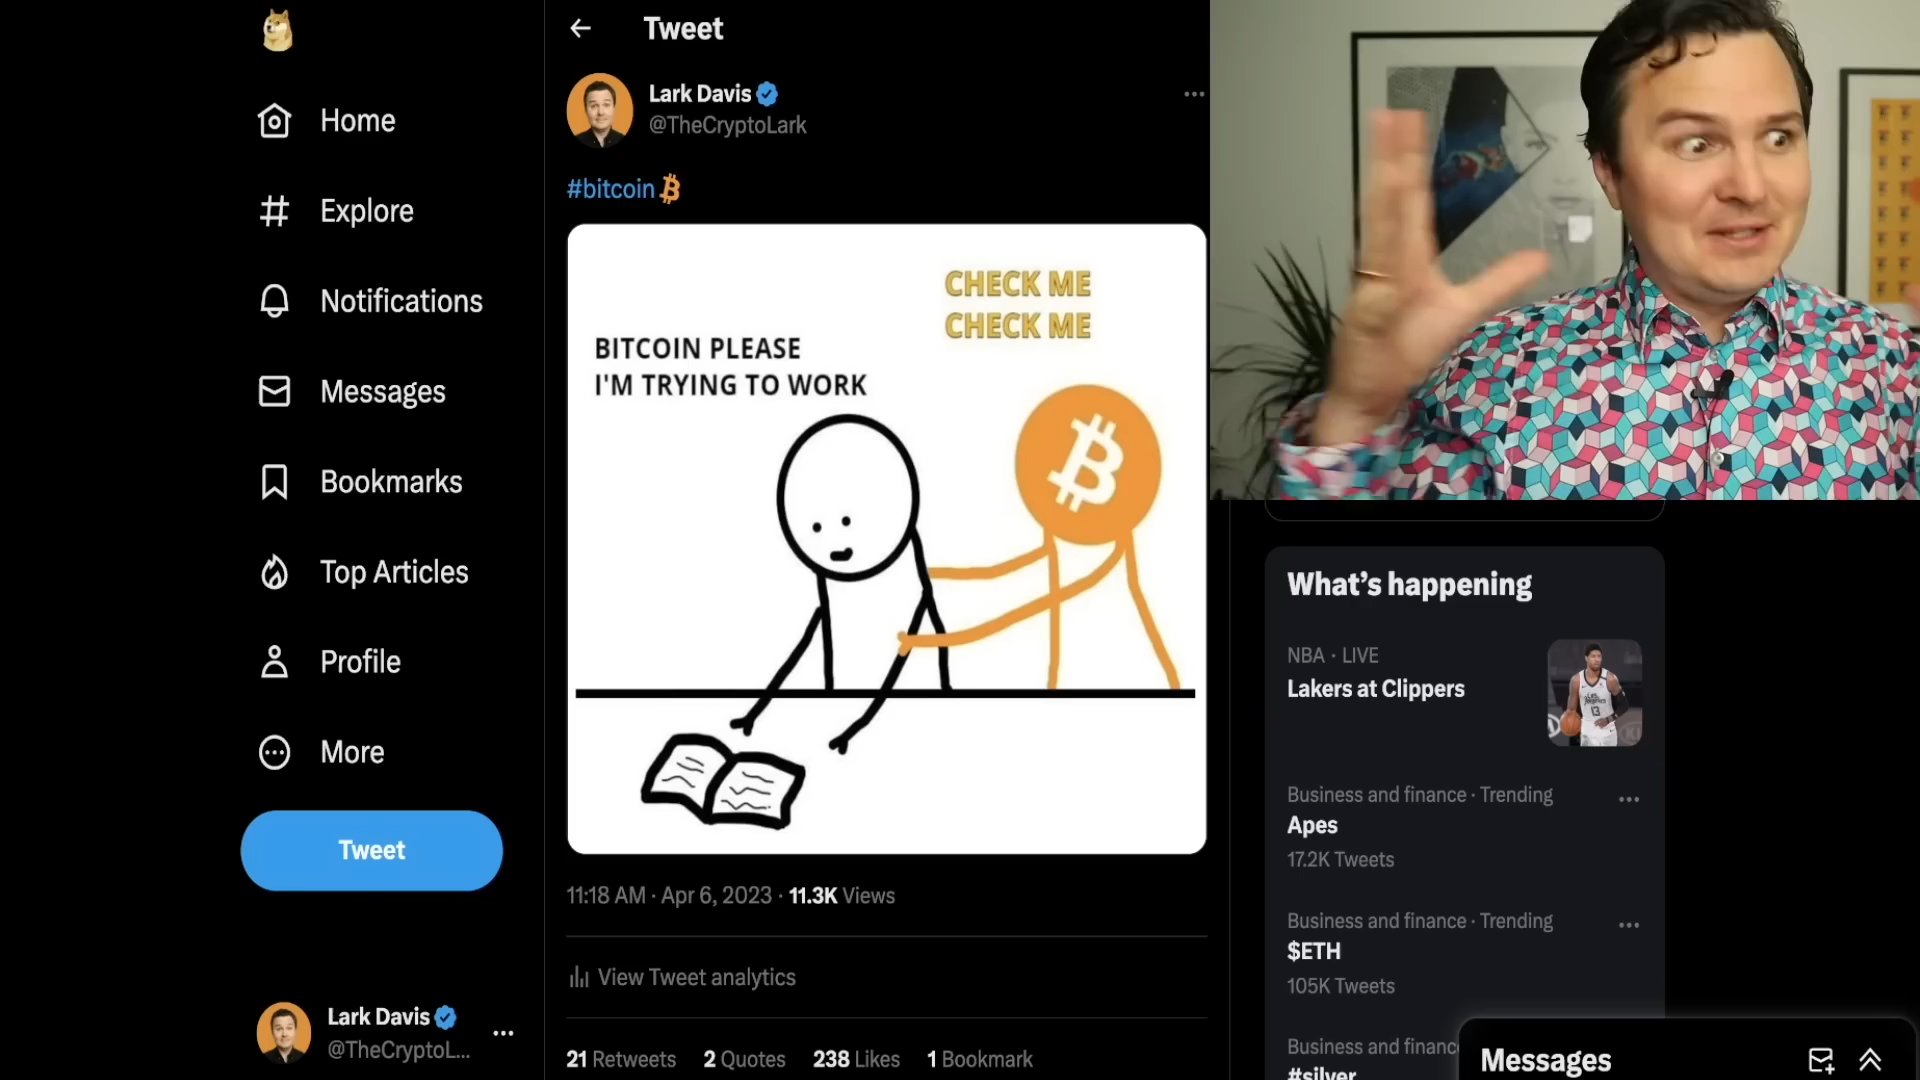 Tweet
Lark Davis
@TheCryptoLark
#bitcoin
CHECK ME
CHECK ME
BITCOIN PLEASE
I'M TRYING TO WORK
11:18 AM · Apr 6, 2023 · 11.3K Views
View Tweet analytics
21 Retweets 2 Quotes 238 Likes 1 Bookmark
Home
Explore
Notifications
Messages
Bookmarks
Top Articles
Profile
More
Tweet
Lark Davis
@TheCryptoL...
What's happening
NBA · LIVE
Lakers at Clippers
Business and finance · Trending
Apes
17.2K Tweets
Business and finance · Trending
$ETH
105K Tweets
Business and finance
#silver
Messages